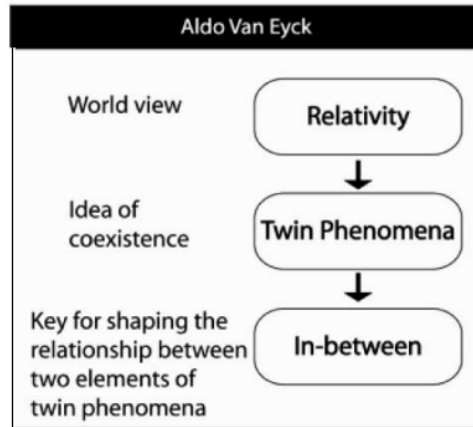 Aldo Van Eyck
World view
Relativity
Idea of
coexistence
Twin Phenomena
Key for shaping the
relationship between
two elements of
twin phenomena
In-between